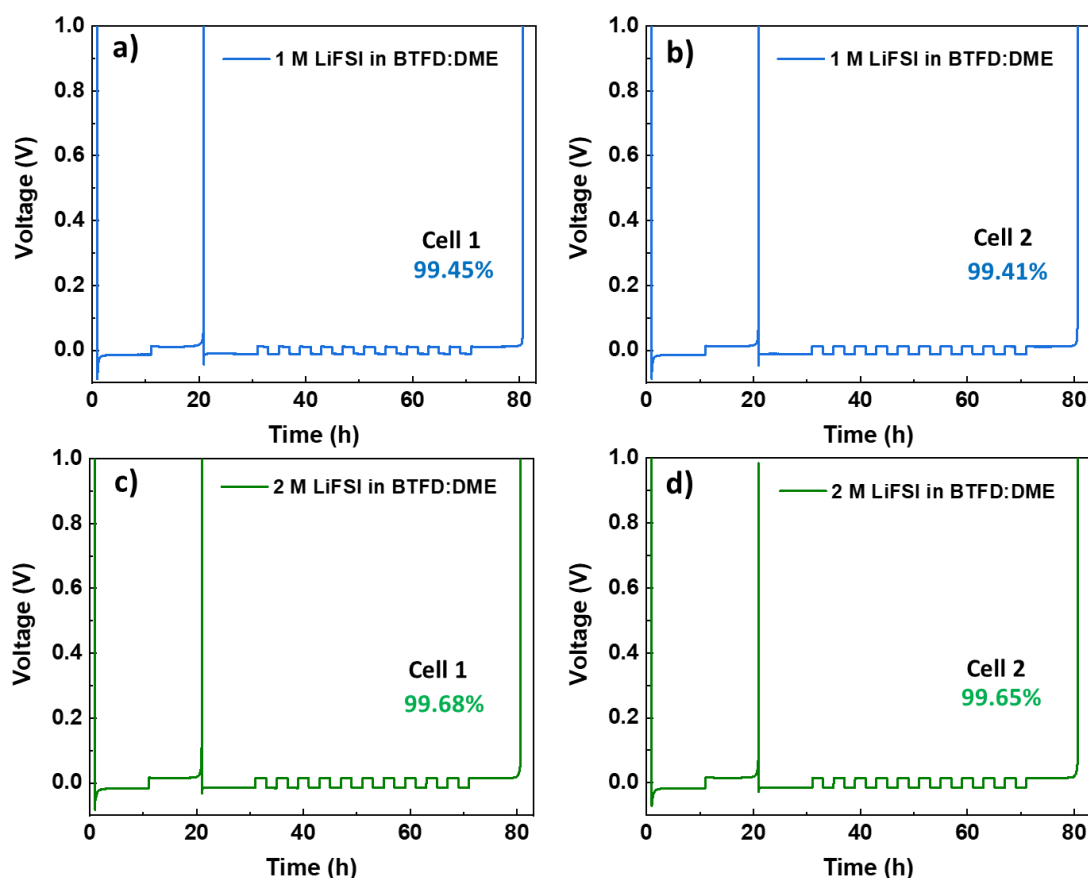 a)
1 M LiFSI in BTFD:DME
1.0
0.8
0.6
0.4
0.2
0.0
Voltage (V)
Cell 1
99.45%
0 20 40 60 80
Time (h)
b)
1 M LiFSI in BTFD:DME
1.0
0.8
0.6
0.4
0.2
0.0
Voltage (V)
Cell 2
99.41%
0 20 40 60 80
Time (h)
c)
2 M LiFSI in BTFD:DME
1.0
0.8
0.6
0.4
0.2
0.0
Voltage (V)
Cell 1
99.68%
0 20 40 60 80
Time (h)
d)
2 M LiFSI in BTFD:DME
1.0
0.8
0.6
0.4
0.2
0.0
Voltage (V)
Cell 2
99.65%
0 20 40 60 80
Time (h)